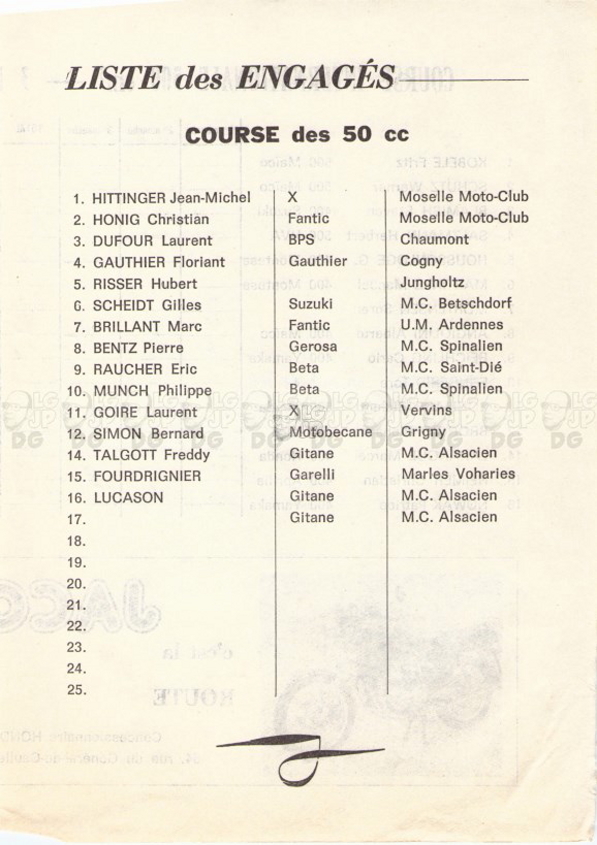 LISTE des ENGAGÉS
COURSE des 50 cc
1. HITTINGER Jean-Michel X Moselle Moto-Club
2. HONIG Christian Fantic Moselle Moto-Club
3. DUFOUR Laurent BPS Chaumont
4. GAUTHIER Floriant Gauthier Cogny
5. RISSER Hubert Jungholtz
6. SCHEIDT Gilles Suzuki M.C. Betschdorf
7. BRILLANT Marc Fantic U.M. Ardennes
8. BENTZ Pierre Gerosa M.C. Spinalien
9. RAUCHER Eric Beta M.C. Saint-Dié
10. MUNCH Philippe Beta M.C. Spinalien
11. GOIRE Laurent X Vervins
12. SIMON Bernard Motobecane Grigny
14. TALGOTT Freddy Gitane M.C. Alsacien
15. FOURDRIGNIER Garelli Marles Voharies
16. LUCASON Gitane M.C. Alsacien
17. Gitane M.C. Alsacien
18.
19.
20.
21.
22.
23.
24.
25.